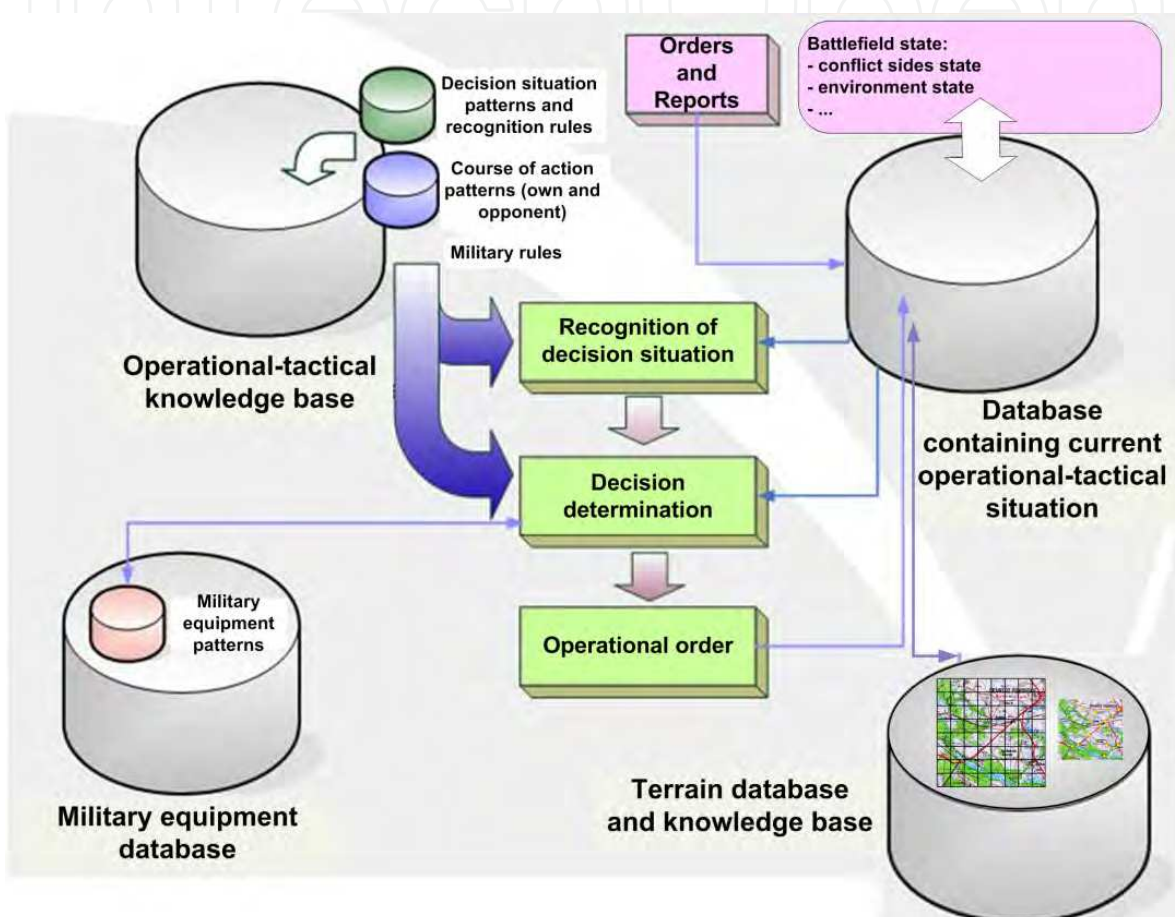 Orders
and
Reports
Battlefield state:
- conflict sides state
- environment state
- ...
Decision situation
patterns and
recognition rules
Course of action
patterns (own and
opponent)
Military rules
Operational-tactical
knowledge base
Recognition of
decision situation
Database
containing current
operational-tactical
situation
Decision
determination
Military
equipment
patterns
Operational order
Military equipment
database
Terrain database
and knowledge base